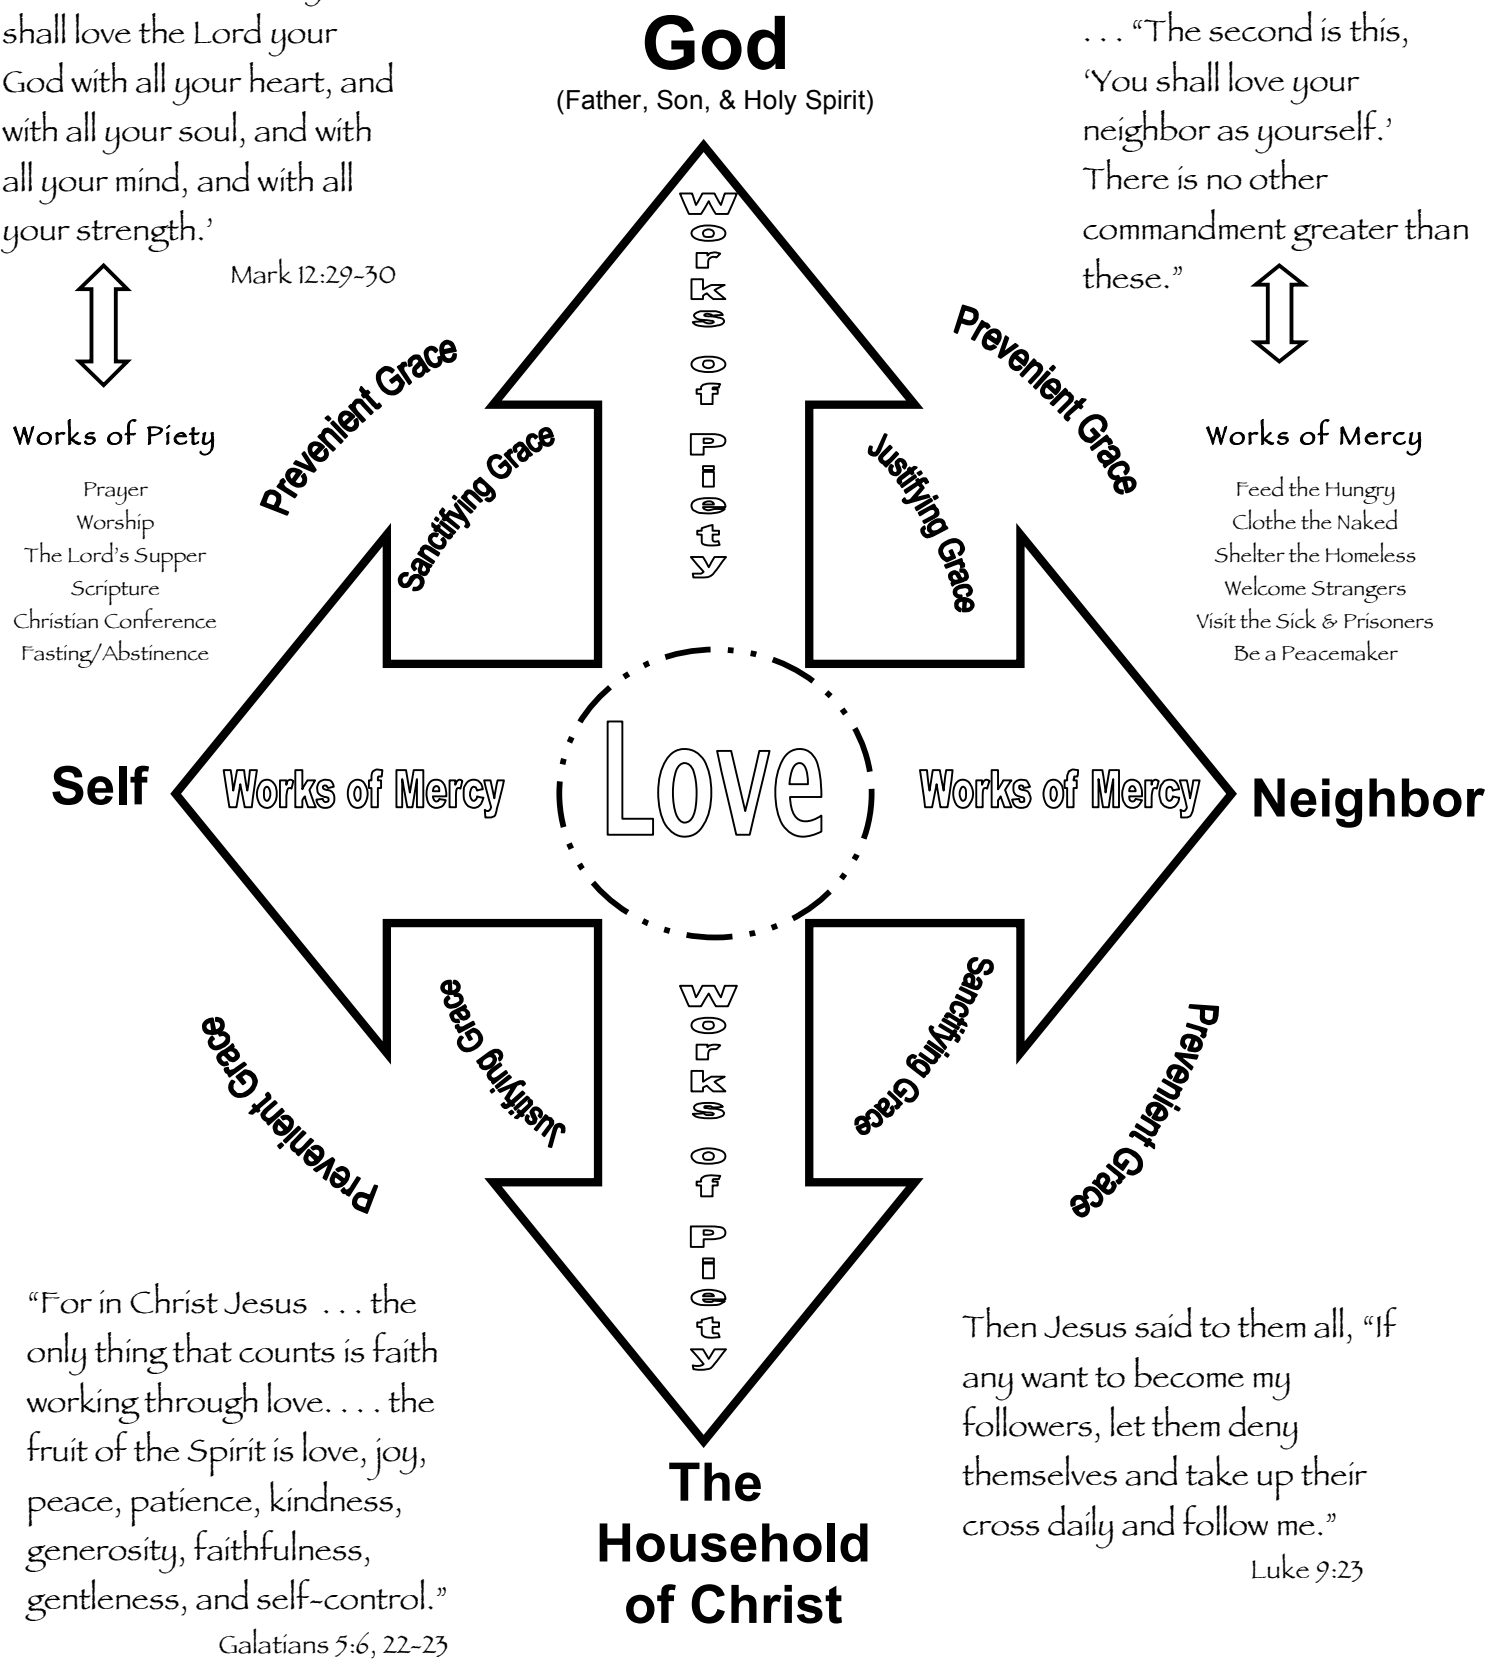 shall love the Lord your
God with all your heart, and
with all your soul, and with
all your mind, and with all
your strength.’
Mark 12:29-30
God
(Father, Son, & Holy Spirit)
. . . “The second is this,
‘You shall love your
neighbor as yourself.’
There is no other
commandment greater than
these.”
Works of Piety
Prayer
Worship
The Lord’s Supper
Scripture
Christian Conference
Fasting/Abstinence
Prevenient Grace
Sanctifying Grace
Works of Piety
Justifying Grace
Prevenient Grace
Works of Mercy
Feed the Hungry
Clothe the Naked
Shelter the Homeless
Welcome Strangers
Visit the Sick & Prisoners
Be a Peacemaker
Self
Works of Mercy
Love
Works of Mercy
Neighbor
Prevenient Grace
Justifying Grace
Works of Piety
Sanctifying Grace
Prevenient Grace
“For in Christ Jesus . . . the
only thing that counts is faith
working through love. . . . the
fruit of the Spirit is love, joy,
peace, patience, kindness,
generosity, faithfulness,
gentleness, and self-control.”
Galatians 5:6, 22-23
The
Household
of Christ
Then Jesus said to them all, “If
any want to become my
followers, let them deny
themselves and take up their
cross daily and follow me.”
Luke 9:23